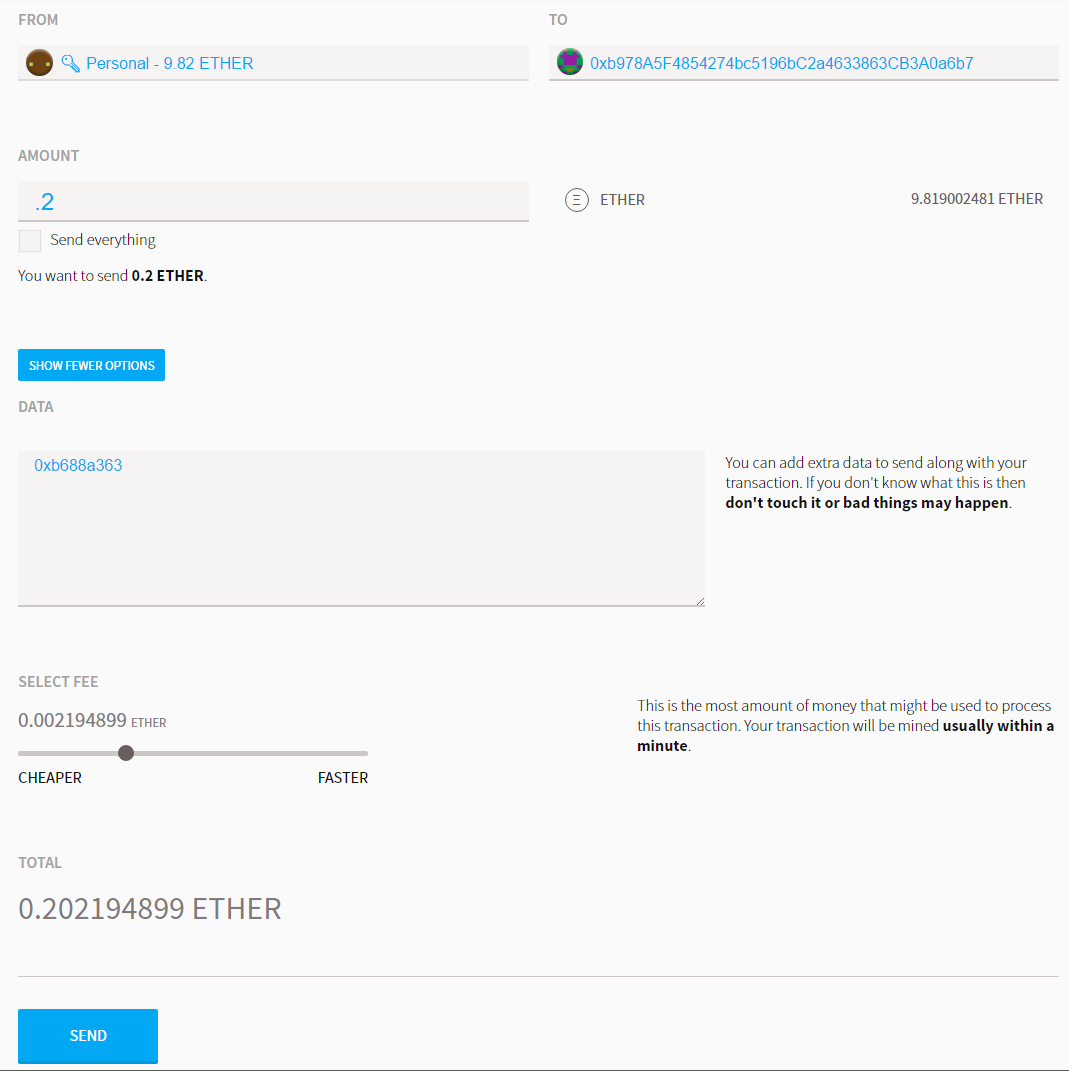 FROM
TO
Personal - 9.82 ETHER
0xb978A5F4854274bc5196bC2a4633863CB3A0a6b7
AMOUNT
.2
ETHER
9.819002481 ETHER
Send everything
You want to send 0.2 ETHER.
SHOW FEWER OPTIONS
DATA
0xb688a363
You can add extra data to send along with your
transaction. If you don't know what this is then
don't touch it or bad things may happen.
SELECT FEE
0.002194899 ETHER
CHEAPER
FASTER
This is the most amount of money that might be used to process
this transaction. Your transaction will be mined usually within a
minute.
TOTAL
0.202194899 ETHER
SEND